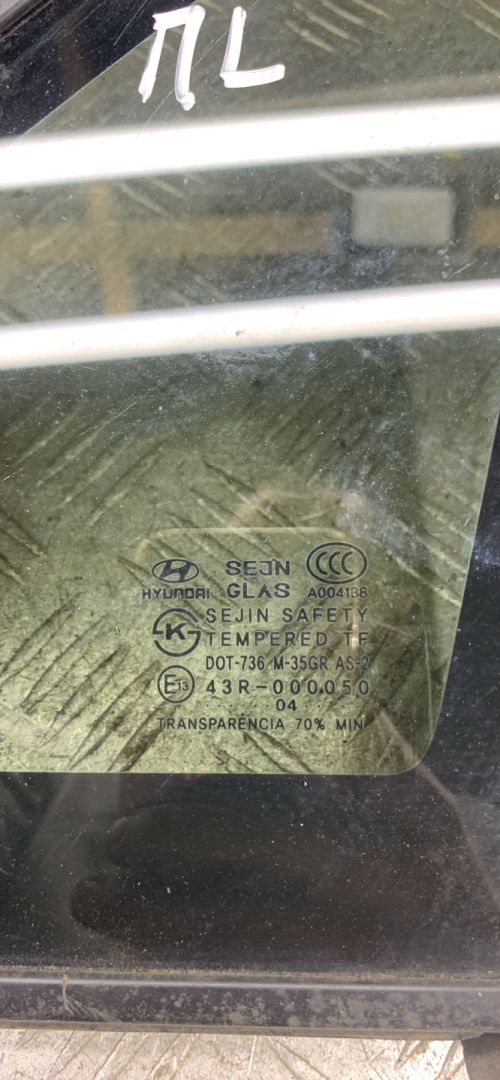 ПL
HYUNDAI
SEJN
GLAS
CCC
A004138
K
SEJIN SAFETY
TEMPERED TF
DOT-736 M-35GR AS-2
E13
43R-000050
04
TRANSPARÊNCIA 70% MIN